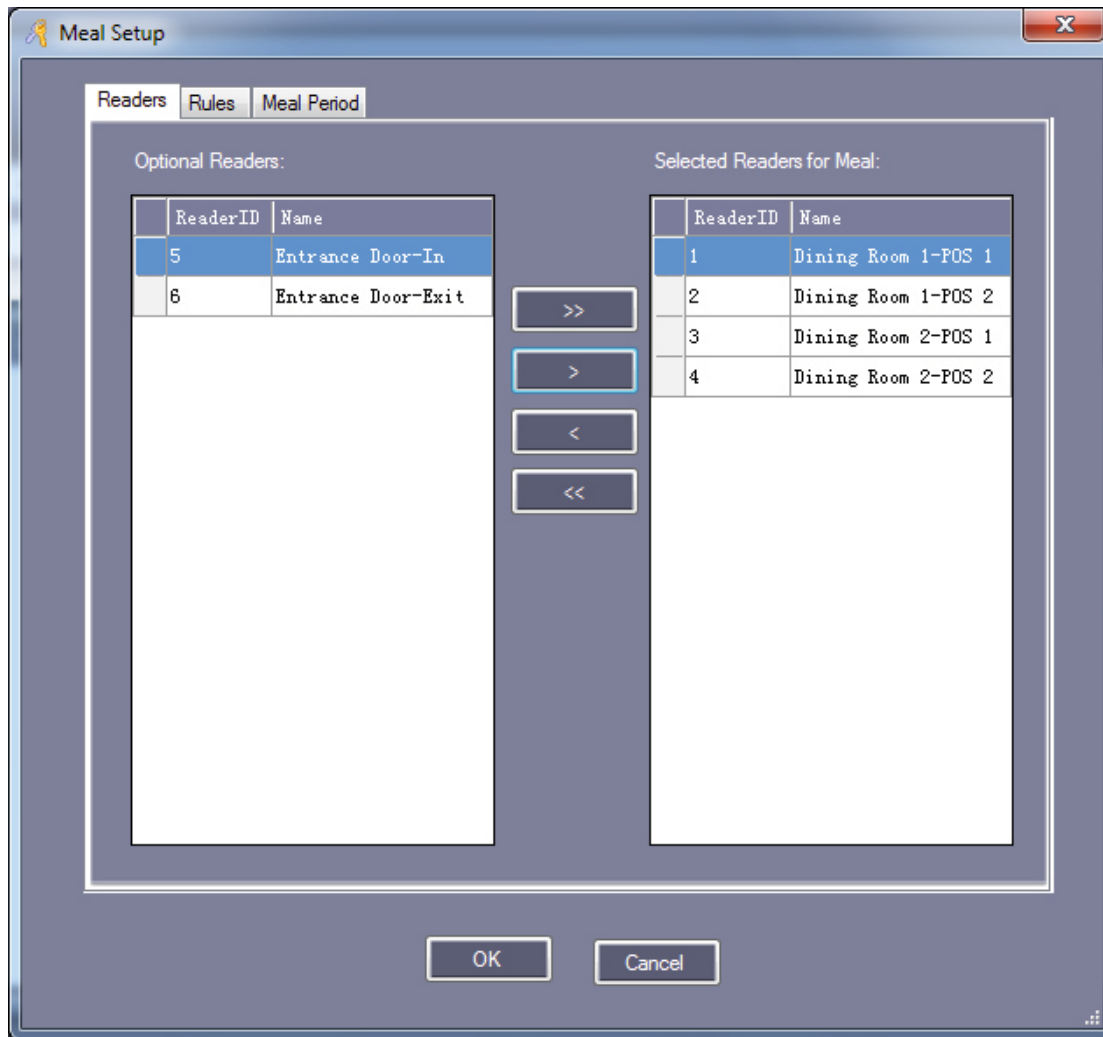 Meal Setup
Readers Rules Meal Period
Optional Readers:
ReaderID Name
5 Entrance Door-In
6 Entrance Door-Exit
>>
>
<
<<
Selected Readers for Meal:
ReaderID Name
1 Dining Room 1-POS 1
2 Dining Room 1-POS 2
3 Dining Room 2-POS 1
4 Dining Room 2-POS 2
OK Cancel